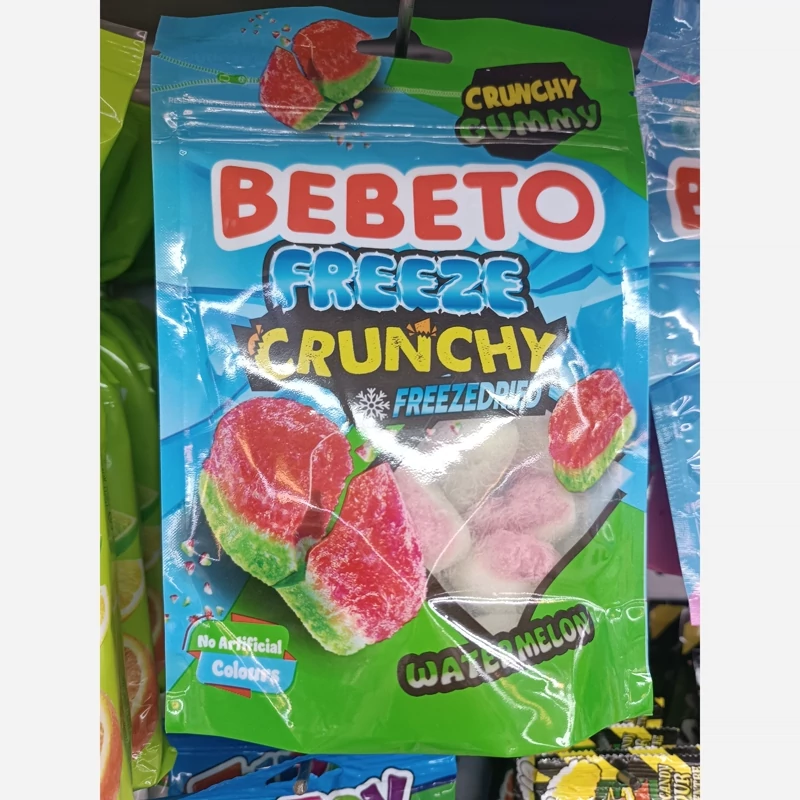 CRUNCHY
GUMMY
BEBETO
FREEZE
CRUNCHY
FREEZEDRIED
No Artificial
Colours
WATERMELON